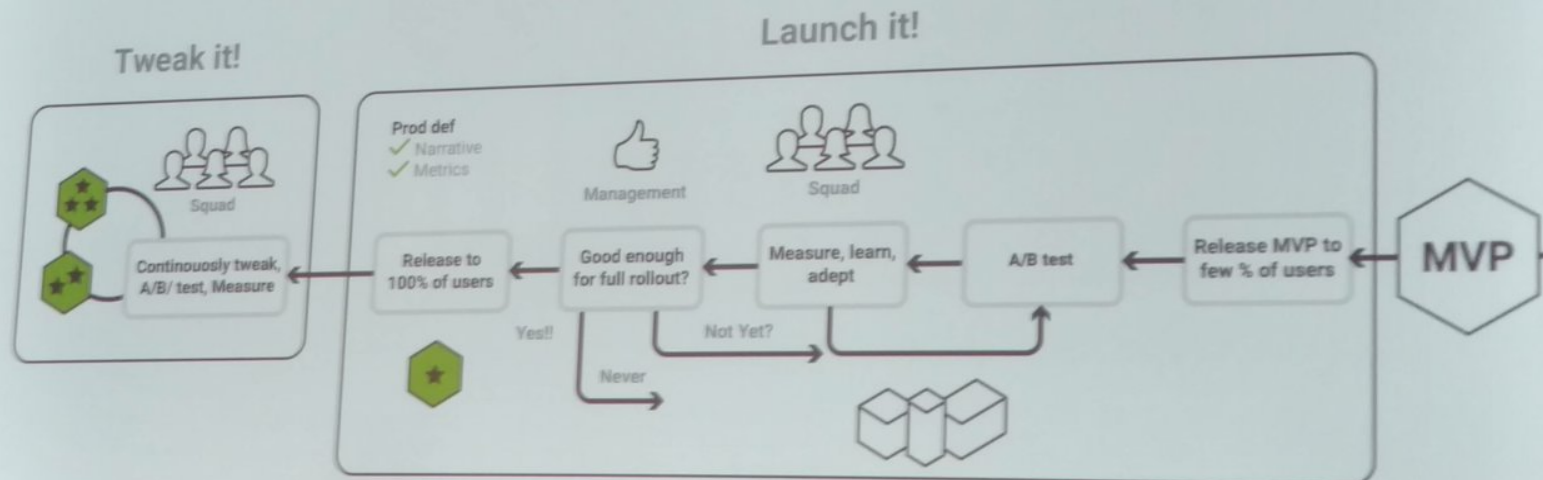 Launch it!
Tweak it!
Prod def
Narrative
Metrics
Management
Squad
Squad
Continouosly tweak,
A/B/ test, Measure
Release to
100% of users
Good enough
for full rollout?
Measure, learn,
adept
A/B test
Release MVP to
few % of users
MVP
Yes!!
Not Yet?
Never